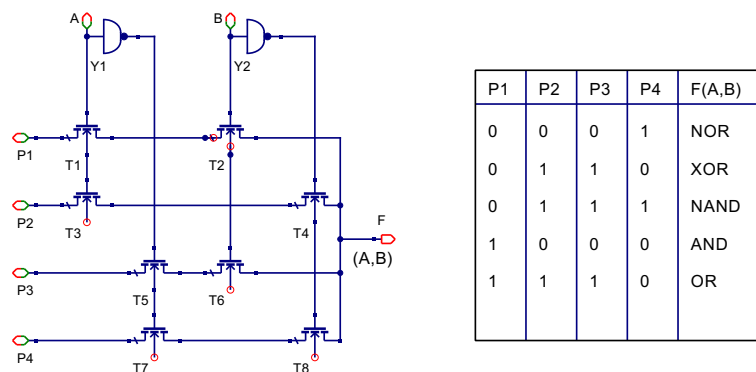 A
B
Y1
Y2
P1
T1
T2
P2
T3
T4
F
(A,B)
P3
T5
T6
P4
T7
T8
P1 P2 P3 P4 F(A,B)
0 0 0 1 NOR
0 1 1 0 XOR
0 1 1 1 NAND
1 0 0 0 AND
1 1 1 0 OR